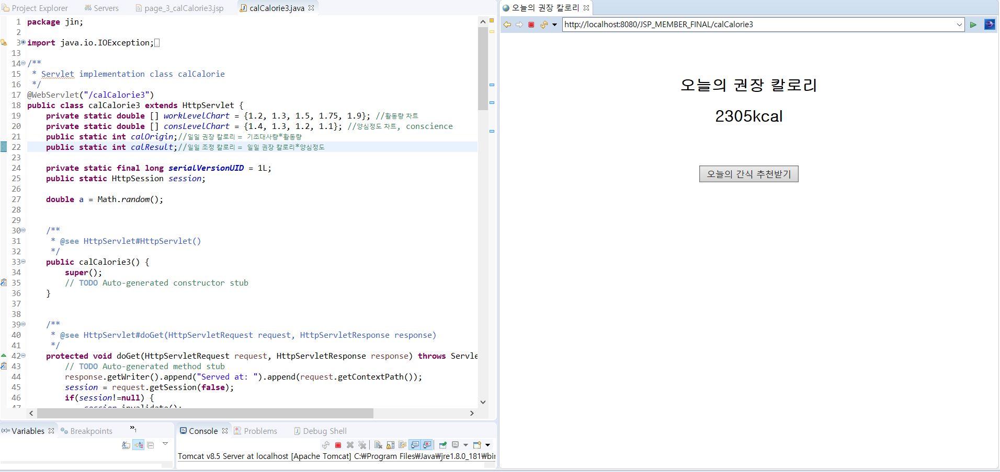 Project Explorer
Servers
page_3_calCalorie3.jsp
calCalorie3.java
1 package jin;
2
3 import java.io.IOException;
13
14 /**
15  * Servlet implementation class calCalorie
16  */
17 @WebServlet("/calCalorie3")
18 public class calCalorie3 extends HttpServlet {
19     private static double [] workLevelChart = {1.2, 1.3, 1.5, 1.75, 1.9}; //활동량 차트
20     private static double [] consLevelChart = {1.4, 1.3, 1.2, 1.1}; //양심정도 차트, conscience
21     public static int calOrigin;//일일 권장 칼로리 = 기초대사량*활동량
22     public static int calResult;//일일 조정 칼로리 = 일일 권장 칼로리*양심정도
23
24     private static final long serialVersionUID = 1L;
25     public static HttpSession session;
26
27     double a = Math.random();
28
29
30     /**
31      * @see HttpServlet#HttpServlet()
32      */
33     public calCalorie3() {
34         super();
35         // TODO Auto-generated constructor stub
36     }
37
38
39     /**
40      * @see HttpServlet#doGet(HttpServletRequest request, HttpServletResponse response)
41      */
42     protected void doGet(HttpServletRequest request, HttpServletResponse response) throws Servle
43         // TODO Auto-generated method stub
44         response.getWriter().append("Served at: ").append(request.getContextPath());
45         session = request.getSession(false);
46         if(session!=null) {
47             session.invalidate();
(x)= Variables
Breakpoints
»1
Console
Problems
Debug Shell
Tomcat v8.5 Server at localhost [Apache Tomcat] C:₩Program Files₩Java₩jre1.8.0_181₩bi
오늘의 권장 칼로리
http://localhost:8080/JSP_MEMBER_FINAL/calCalorie3
오늘의 권장 칼로리
2305kcal
오늘의 간식 추천받기